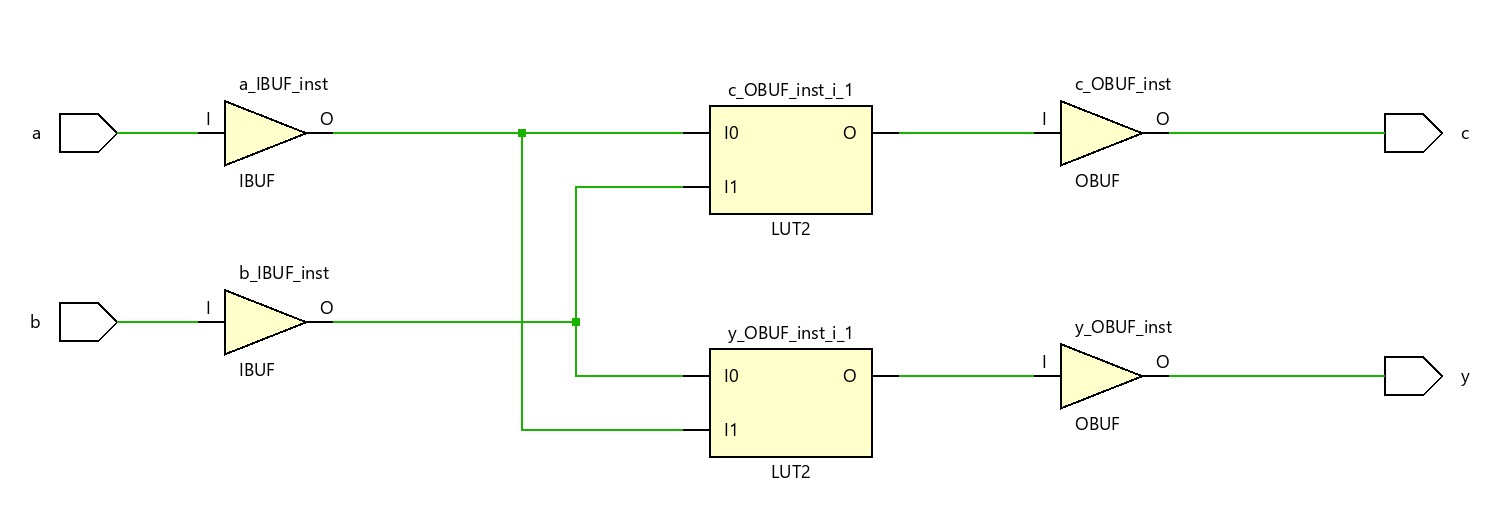 a_IBUF_inst
c_OBUF_inst_i_1
c_OBUF_inst
a
I
O
I0
O
I
O
c
I1
IBUF
OBUF
LUT2
b_IBUF_inst
b
I
O
y_OBUF_inst_i_1
y_OBUF_inst
IBUF
I0
O
I
O
y
I1
OBUF
LUT2